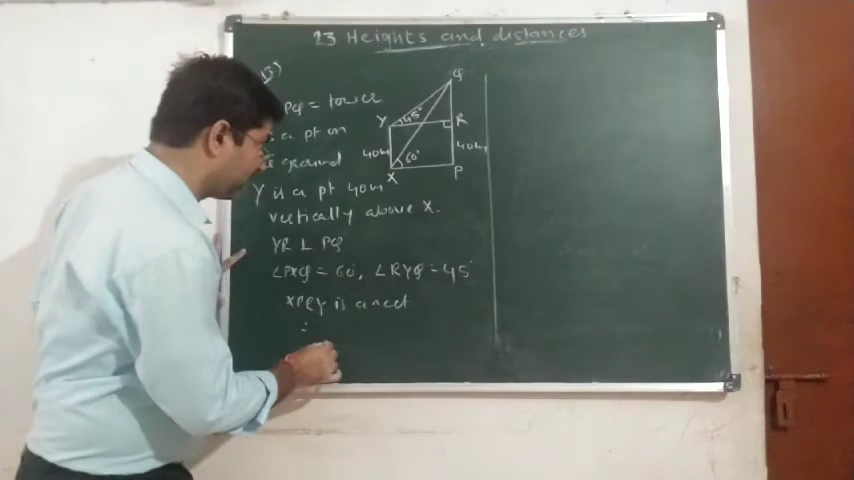 23 Heights and distances
Q)
PQ = tower
a pt on
ground
Y is a pt 40m
vertically above X.
YR ⊥ PQ
∠PXQ = 60°, ∠RYQ = 45°
XPRY is a rect
∴
Q
Y 45° R
40m 60° 40m
X P